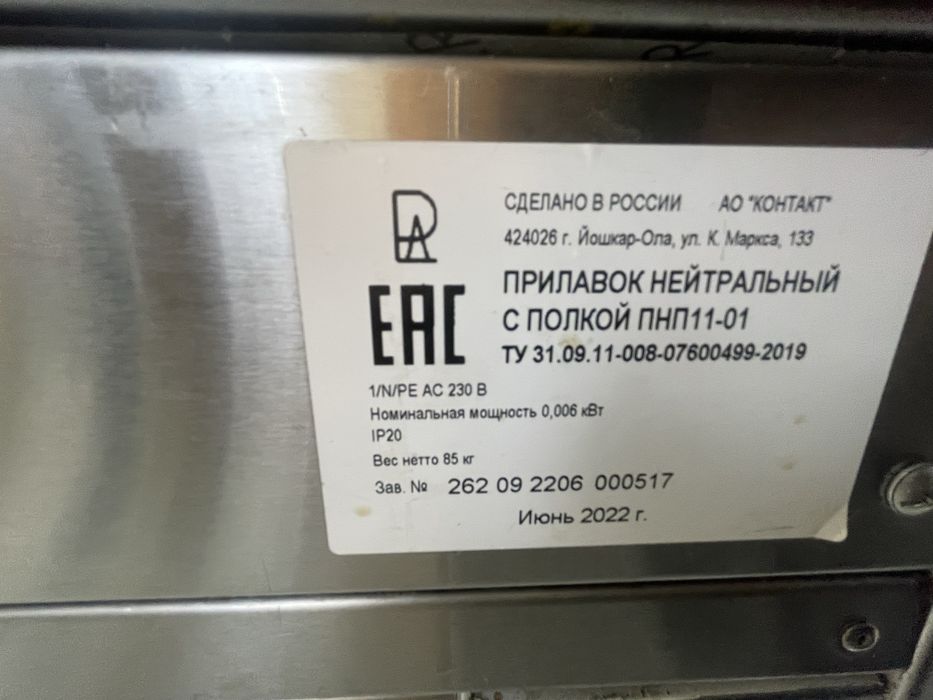 СДЕЛАНО В РОССИИ АО "КОНТАКТ"
424026 г. Йошкар-Ола, ул. К. Маркса, 133
ЕАС
ПРИЛАВОК НЕЙТРАЛЬНЫЙ
С ПОЛКОЙ ПНП11-01
ТУ 31.09.11-008-07600499-2019
1/N/PE AC 230 В
Номинальная мощность 0,006 кВт
IP20
Вес нетто 85 кг
Зав. № 262 09 2206 000517
Июнь 2022 г.